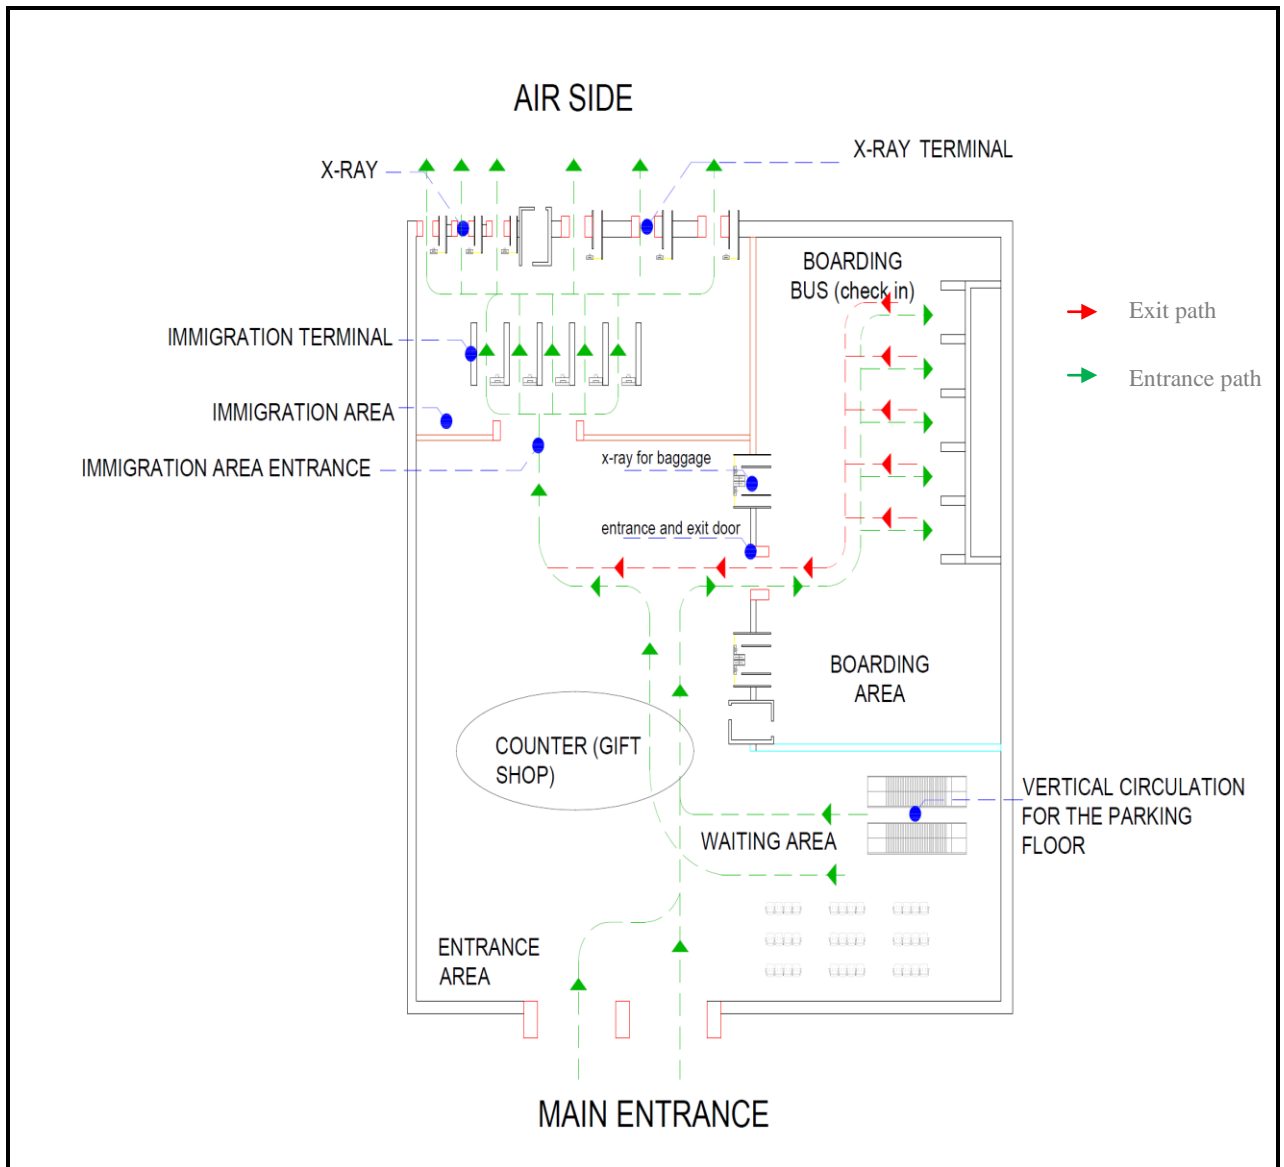 AIR SIDE
X-RAY
X-RAY TERMINAL
BOARDING
BUS (check in)
Exit path
IMMIGRATION TERMINAL
Entrance path
IMMIGRATION AREA
IMMIGRATION AREA ENTRANCE
x-ray for baggage
entrance and exit door
BOARDING
AREA
COUNTER (GIFT
SHOP)
VERTICAL CIRCULATION
FOR THE PARKING
FLOOR
WAITING AREA
ENTRANCE
AREA
MAIN ENTRANCE